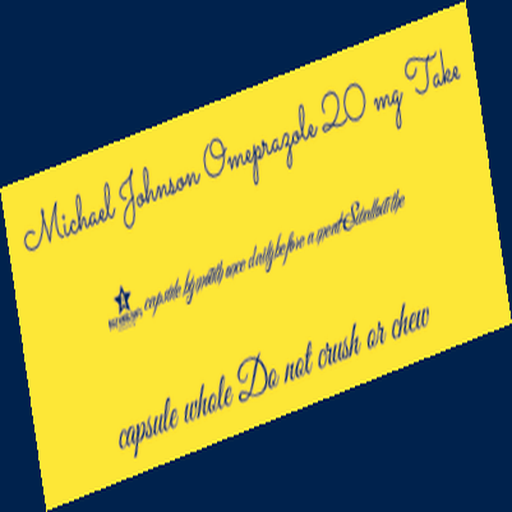 Michael Johnson Omeprazole 20 mg Take
capsule by mouth once daily before a meal Swallow the
capsule whole Do not crush or chew